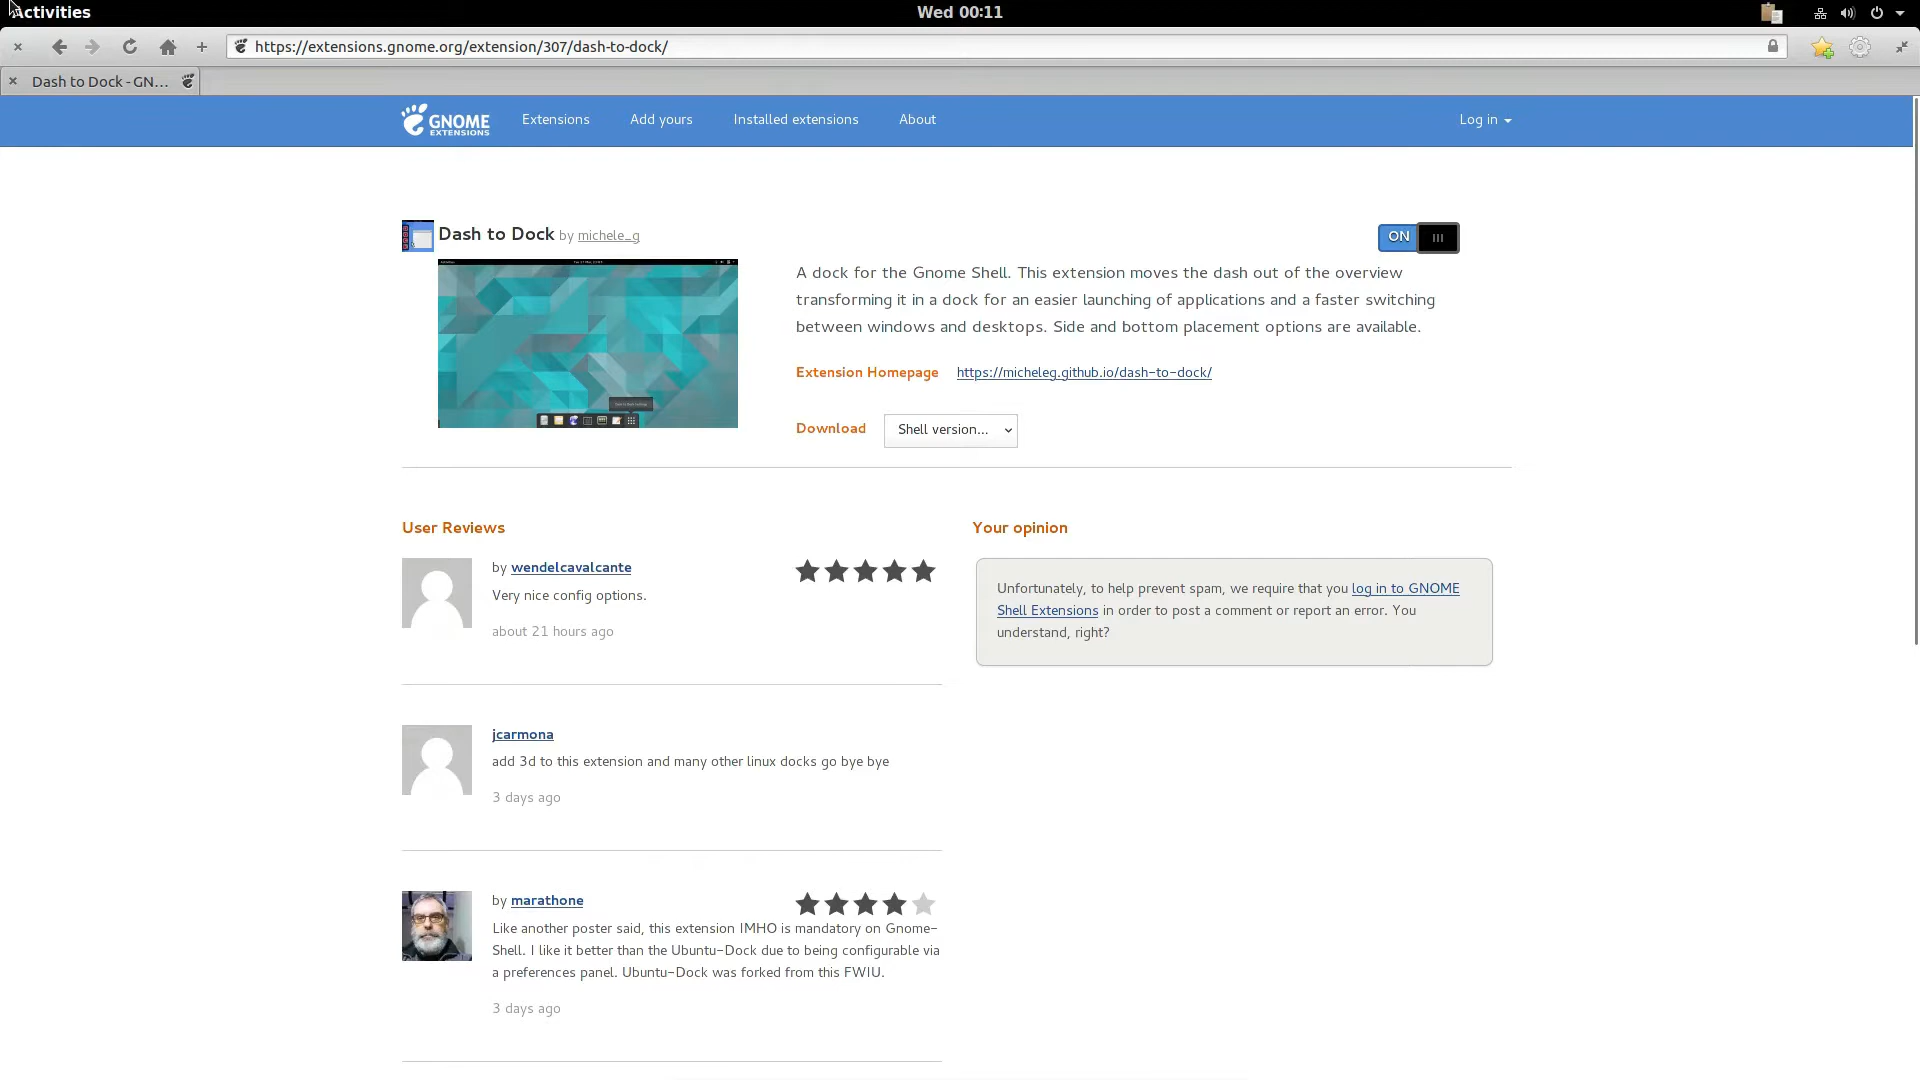 Activities
Wed 00:11
https://extensions.gnome.org/extension/307/dash-to-dock/
Dash to Dock - GN...
GNOME
EXTENSIONS
Extensions
Add yours
Installed extensions
About
Log in
Dash to Dock by michele_g
ON
A dock for the Gnome Shell. This extension moves the dash out of the overview
transforming it in a dock for an easier launching of applications and a faster switching
between windows and desktops. Side and bottom placement options are available.
Extension Homepage https://micheleg.github.io/dash-to-dock/
Download Shell version...
User Reviews
by wendelcavalcante
Very nice config options.
about 21 hours ago
jcarmona
add 3d to this extension and many other linux docks go bye bye
3 days ago
by marathone
Like another poster said, this extension IMHO is mandatory on Gnome-
Shell. I like it better than the Ubuntu-Dock due to being configurable via
a preferences panel. Ubuntu-Dock was forked from this FWIU.
3 days ago
Your opinion
Unfortunately, to help prevent spam, we require that you log in to GNOME
Shell Extensions in order to post a comment or report an error. You
understand, right?